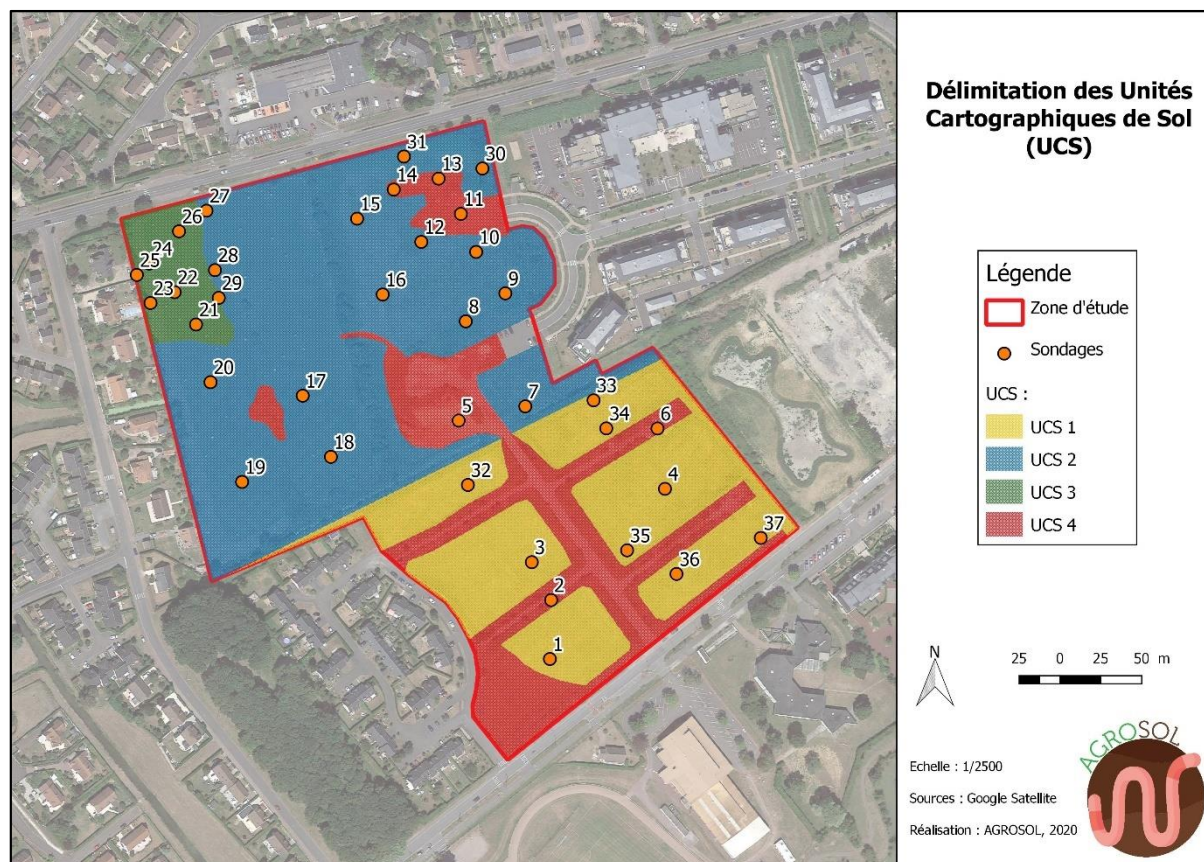 Délimitation des Unités
Cartographiques de Sol
(UCS)
31
30
13
14
27
11
15
26
12
10
24
28
25
22
29
16
9
23
21
8
20
17
7
33
5
34
6
18
19
32
4
37
35
3
36
2
1
Légende
Zone d'étude
Sondages
UCS :
UCS 1
UCS 2
UCS 3
UCS 4
N
25 0 25 50 m
Echelle : 1/2500
Sources : Google Satellite
Réalisation : AGROSOL, 2020
AGROSOL